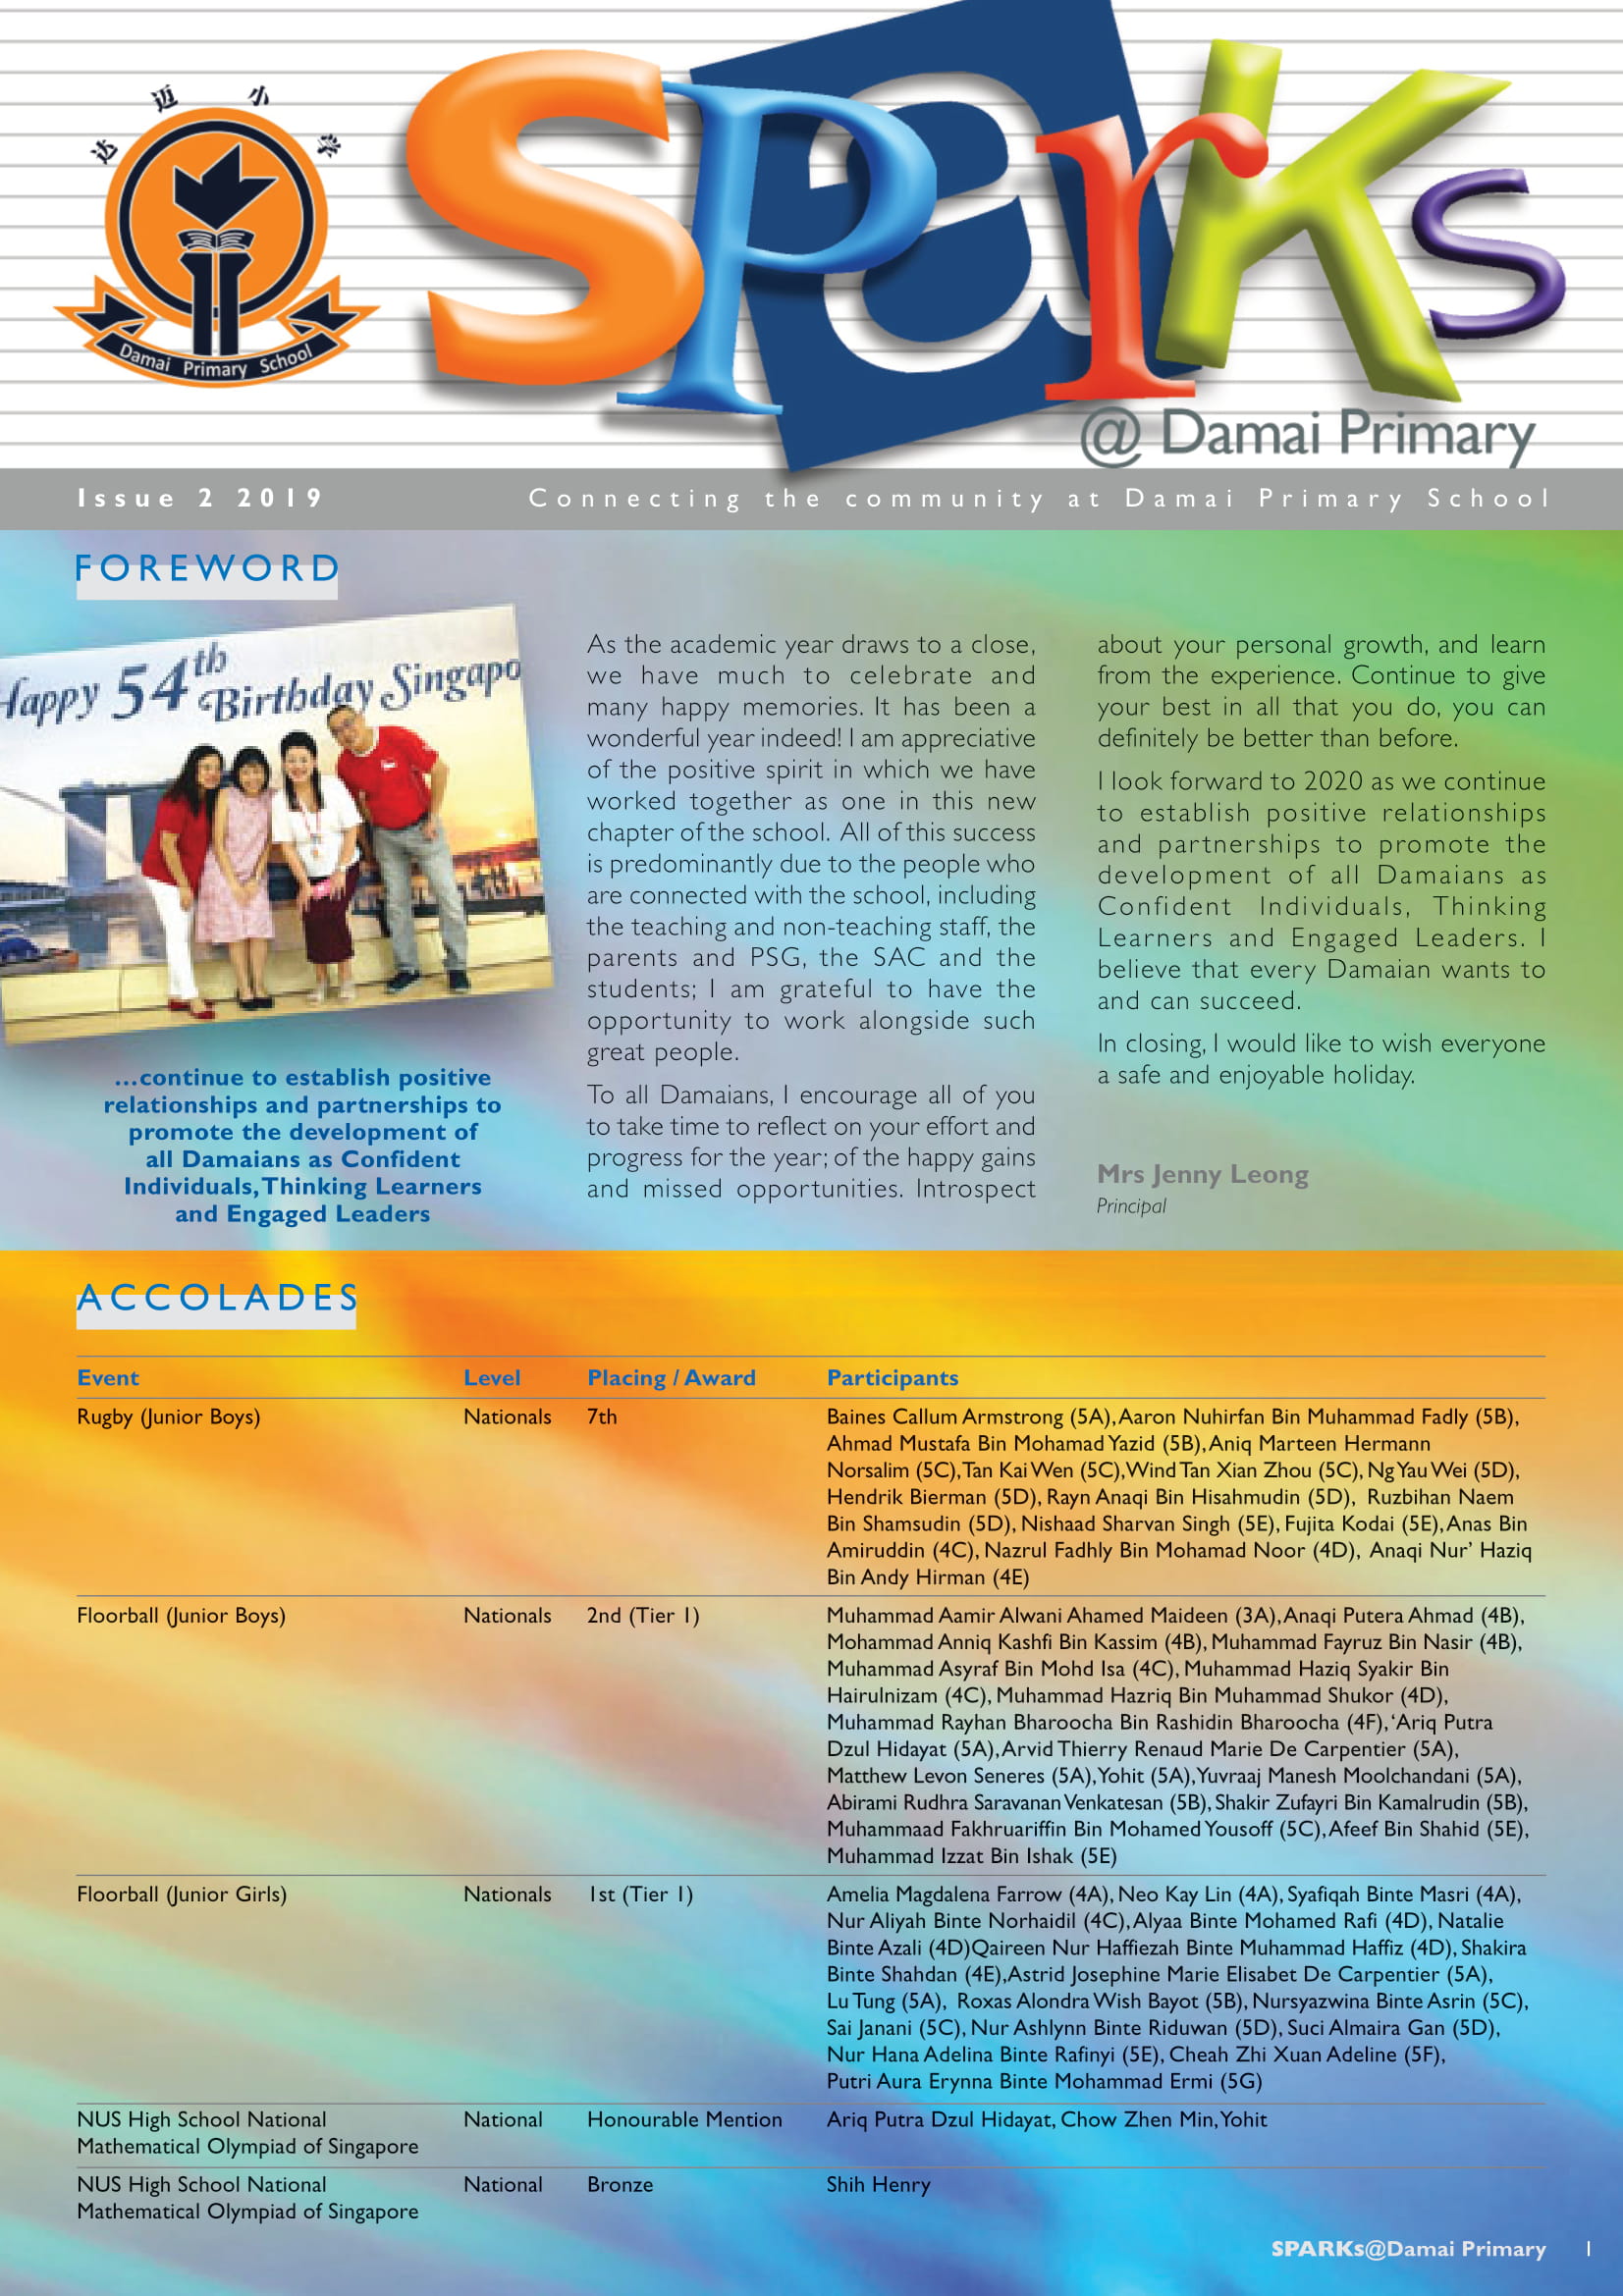 达迈小学
Damai Primary School
SPaRKs
@ Damai Primary
Issue 2 2019
Connecting the community at Damai Primary School
FOREWORD
Happy 54th Birthday Singapo
...continue to establish positive
relationships and partnerships to
promote the development of
all Damaians as Confident
Individuals, Thinking Learners
and Engaged Leaders
As the academic year draws to a close,
we have much to celebrate and
many happy memories. It has been a
wonderful year indeed! I am appreciative
of the positive spirit in which we have
worked together as one in this new
chapter of the school. All of this success
is predominantly due to the people who
are connected with the school, including
the teaching and non-teaching staff, the
parents and PSG, the SAC and the
students; I am grateful to have the
opportunity to work alongside such
great people.
To all Damaians, I encourage all of you
to take time to reflect on your effort and
progress for the year; of the happy gains
and missed opportunities. Introspect
about your personal growth, and learn
from the experience. Continue to give
your best in all that you do, you can
definitely be better than before.
I look forward to 2020 as we continue
to establish positive relationships
and partnerships to promote the
development of all Damaians as
Confident Individuals, Thinking
Learners and Engaged Leaders. I
believe that every Damaian wants to
and can succeed.
In closing, I would like to wish everyone
a safe and enjoyable holiday.
Mrs Jenny Leong
Principal
ACCOLADES
Event Level Placing / Award Participants
Rugby (Junior Boys) Nationals 7th Baines Callum Armstrong (5A), Aaron Nuhirfan Bin Muhammad Fadly (5B),
Ahmad Mustafa Bin Mohamad Yazid (5B), Aniq Marteen Hermann
Norsalim (5C), Tan Kai Wen (5C), Wind Tan Xian Zhou (5C), Ng Yau Wei (5D),
Hendrik Bierman (5D), Rayn Anaqi Bin Hisahmudin (5D), Ruzbihan Naem
Bin Shamsudin (5D), Nishaad Sharvan Singh (5E), Fujita Kodai (5E), Anas Bin
Amiruddin (4C), Nazrul Fadhly Bin Mohamad Noor (4D), Anaqi Nur' Haziq
Bin Andy Hirman (4E)
Floorball (Junior Boys) Nationals 2nd (Tier 1) Muhammad Aamir Alwani Ahamed Maideen (3A), Anaqi Putera Ahmad (4B),
Mohammad Anniq Kashfi Bin Kassim (4B), Muhammad Fayruz Bin Nasir (4B),
Muhammad Asyraf Bin Mohd Isa (4C), Muhammad Haziq Syakir Bin
Hairulnizam (4C), Muhammad Hazriq Bin Muhammad Shukor (4D),
Muhammad Rayhan Bharoocha Bin Rashidin Bharoocha (4F), 'Ariq Putra
Dzul Hidayat (5A), Arvid Thierry Renaud Marie De Carpentier (5A),
Matthew Levon Seneres (5A), Yohit (5A), Yuvraaj Manesh Moolchandani (5A),
Abirami Rudhra Saravanan Venkatesan (5B), Shakir Zufayri Bin Kamalrudin (5B),
Muhammaad Fakhruariffin Bin Mohamed Yousoff (5C), Afeef Bin Shahid (5E),
Muhammad Izzat Bin Ishak (5E)
Floorball (Junior Girls) Nationals 1st (Tier 1) Amelia Magdalena Farrow (4A), Neo Kay Lin (4A), Syafiqah Binte Masri (4A),
Nur Aliyah Binte Norhaidil (4C), Alyaa Binte Mohamed Rafi (4D), Natalie
Binte Azali (4D)Qaireen Nur Haffiezah Binte Muhammad Haffiz (4D), Shakira
Binte Shahdan (4E), Astrid Josephine Marie Elisabet De Carpentier (5A),
Lu Tung (5A), Roxas Alondra Wish Bayot (5B), Nursyazwina Binte Asrin (5C),
Sai Janani (5C), Nur Ashlynn Binte Riduwan (5D), Suci Almaira Gan (5D),
Nur Hana Adelina Binte Rafinyi (5E), Cheah Zhi Xuan Adeline (5F),
Putri Aura Erynna Binte Mohammad Ermi (5G)
NUS High School National National Honourable Mention Ariq Putra Dzul Hidayat, Chow Zhen Min, Yohit
Mathematical Olympiad of Singapore
NUS High School National National Bronze Shih Henry
Mathematical Olympiad of Singapore
SPARKs@Damai Primary 1